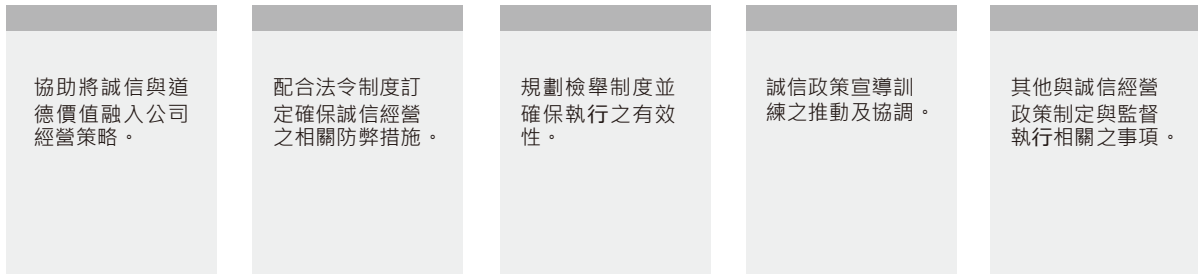 協助將誠信與道
德價值融入公司
經營策略。
配合法令制度訂
定確保誠信經營
之相關防弊措施。
規劃檢舉制度並
確保執行之有效
性。
誠信政策宣導訓
練之推動及協調。
其他與誠信經營
政策制定與監督
執行相關之事項。